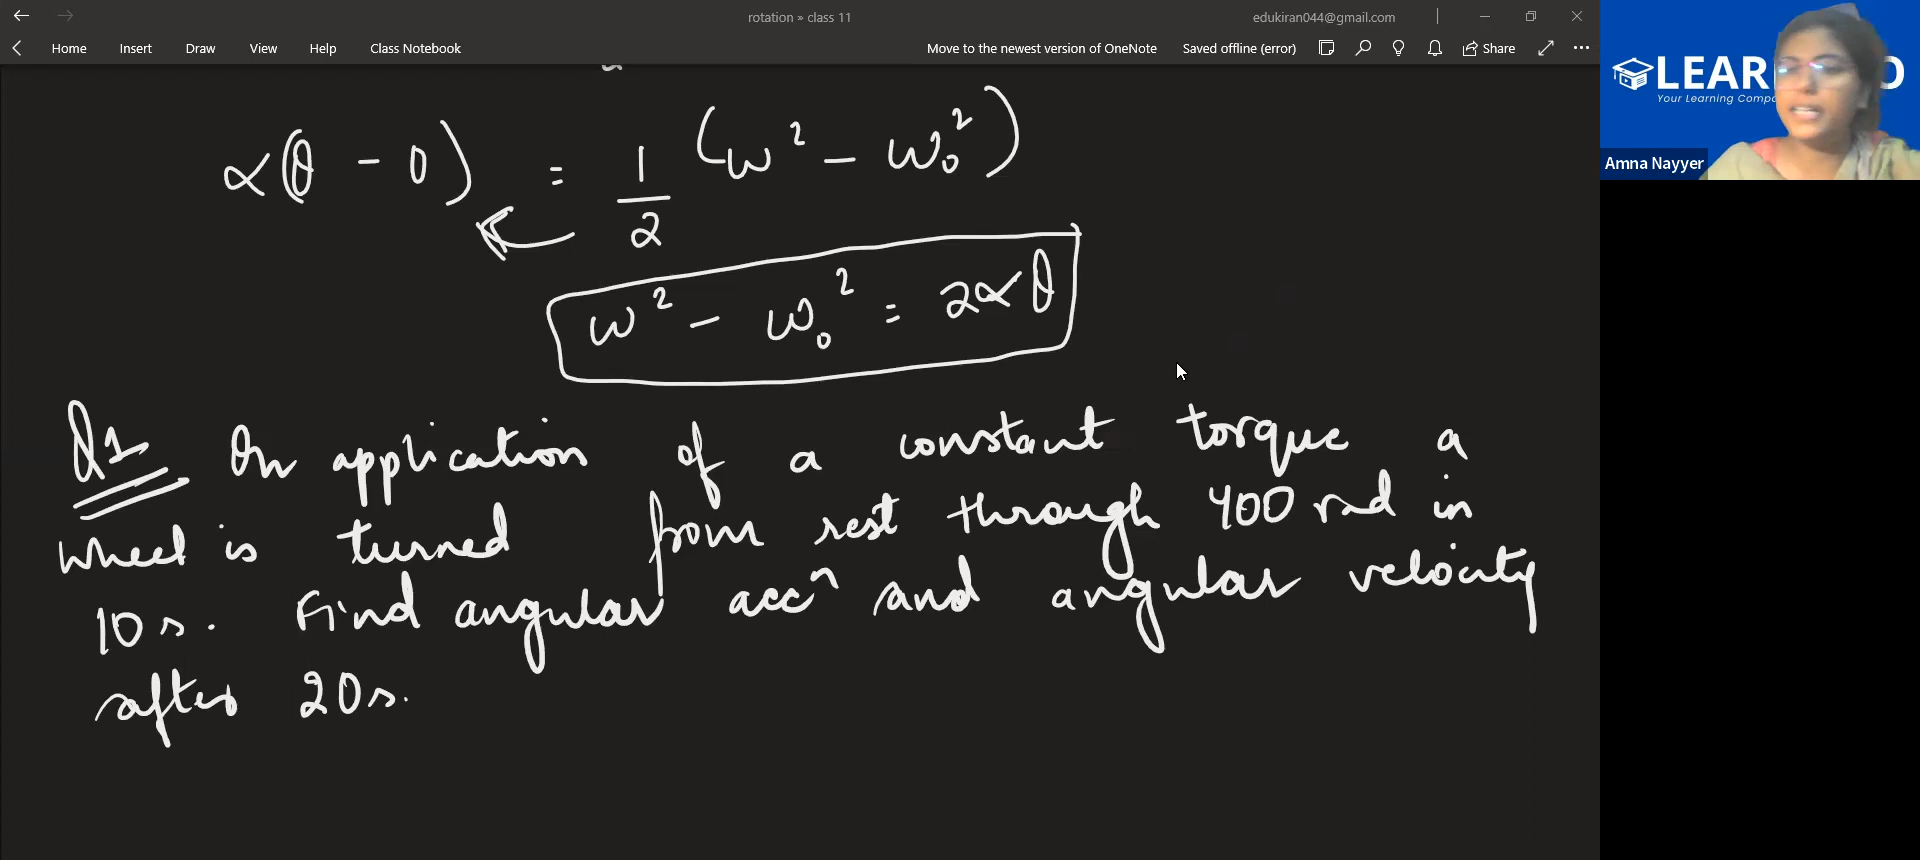 rotation » class 11
edukiran044@gmail.com
Home Insert Draw View Help Class Notebook Move to the newest version of OneNote Saved offline (error) Share
α(θ - 0) = 1/2 (ω² - ω₀²)
ω² - ω₀² = 2αθ
Q1 On application of a constant torque a
wheel is turned from rest through 400 rad in
10 s. Find angular accⁿ and angular velocity
after 20s.
LEAR
Your Learning Compa
Amna Nayyer